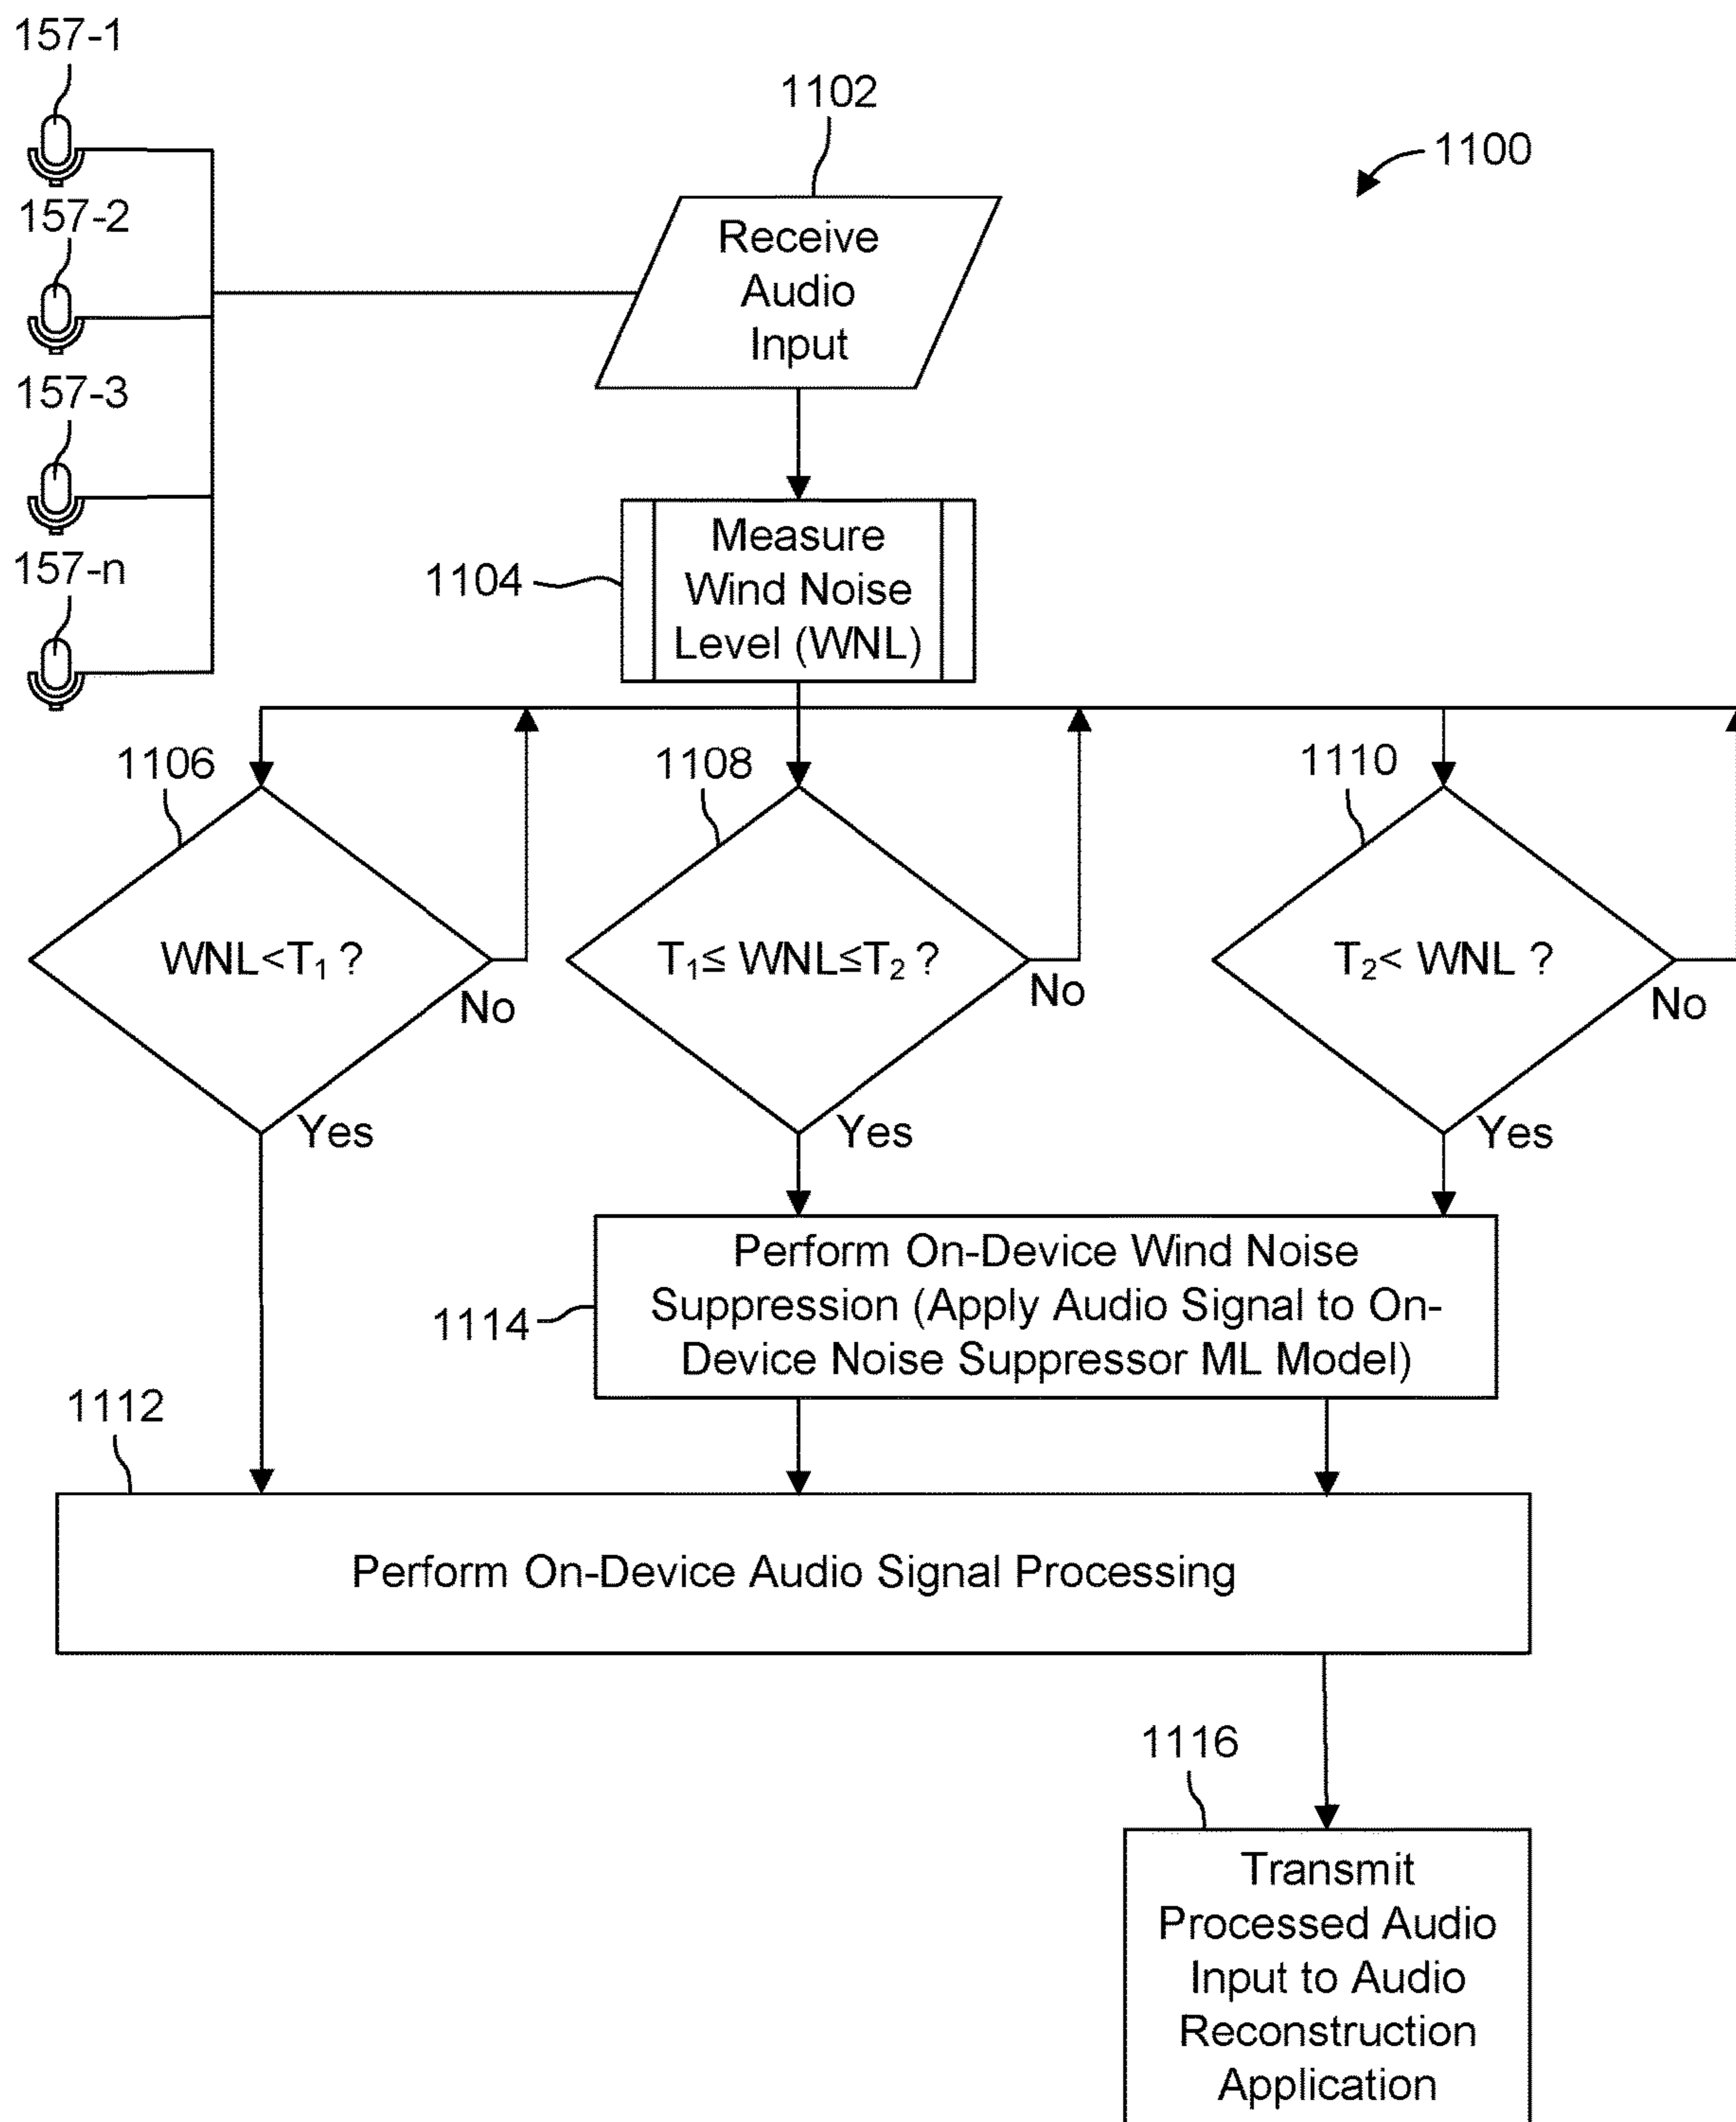 157-1
1102
1100
157-2
Receive
Audio
Input
157-3
157-n
1104
Measure
Wind Noise
Level (WNL)
1106
1108
1110
WNL<T₁ ?
T₁≤ WNL≤T₂ ?
T₂< WNL ?
No
No
No
Yes
Yes
Yes
1114
Perform On-Device Wind Noise
Suppression (Apply Audio Signal to On-
Device Noise Suppressor ML Model)
1112
Perform On-Device Audio Signal Processing
1116
Transmit
Processed Audio
Input to Audio
Reconstruction
Application